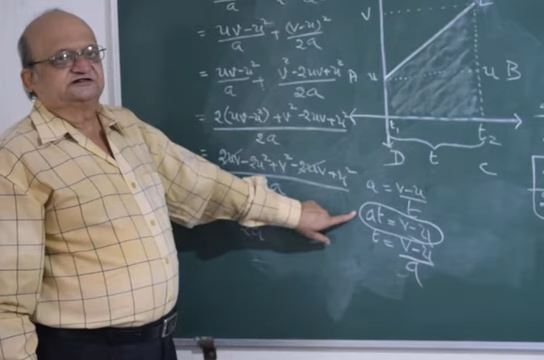 = uv-u²/a + (v-u)²/2a
= uv-u²/a + v²-2uv+u²/2a
= 2(uv-u²)+v²-2uv+u²/2a
= 2uv-2u²+v²-2uv+u²
V
A u
u B
t₁
t₂
D
t
C
a = v-u/t
at = v-u
t = v-u/a